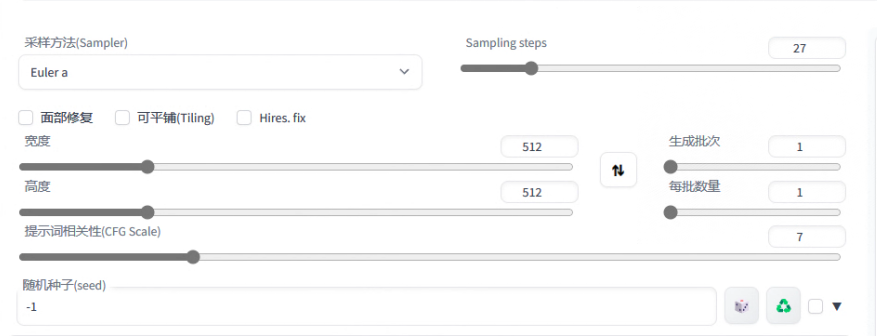 采样方法(Sampler)
Sampling steps
27
Euler a
面部修复
可平铺(Tiling)
Hires. fix
宽度
512
生成批次
1
高度
512
每批数量
1
提示词相关性(CFG Scale)
7
随机种子(seed)
-1